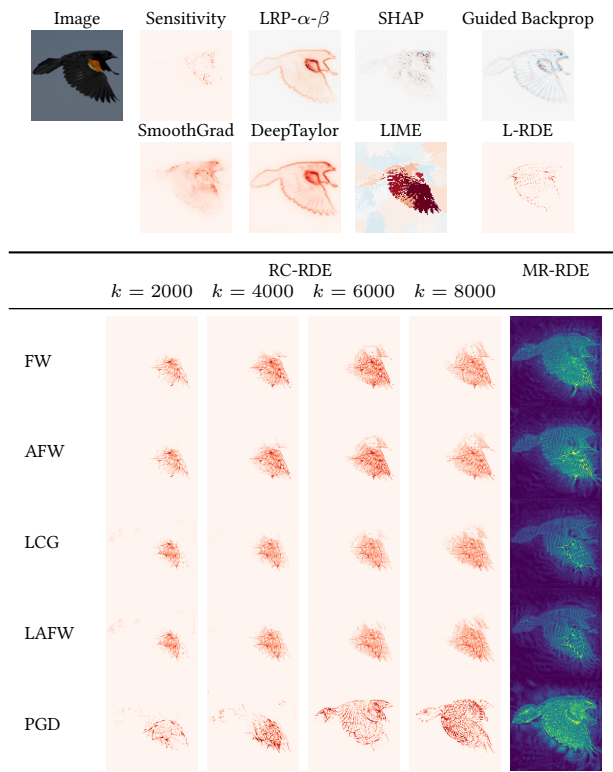 Image Sensitivity LRP-α-β SHAP Guided Backprop
SmoothGrad DeepTaylor LIME L-RDE
RC-RDE MR-RDE
k = 2000 k = 4000 k = 6000 k = 8000
FW
AFW
LCG
LAFW
PGD